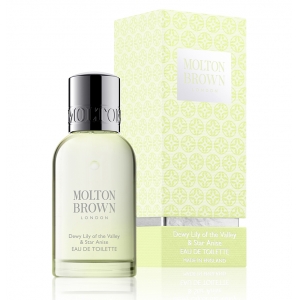 MOLTON
MOLTON
BROWN
LONDON
Dewy Lily of the Valley
& Star Anise
EAU DE TOILETTE
MOLTON
BROWN
LONDON
Dewy Lily of the Valley
& Star Anise
EAU DE TOILETTE